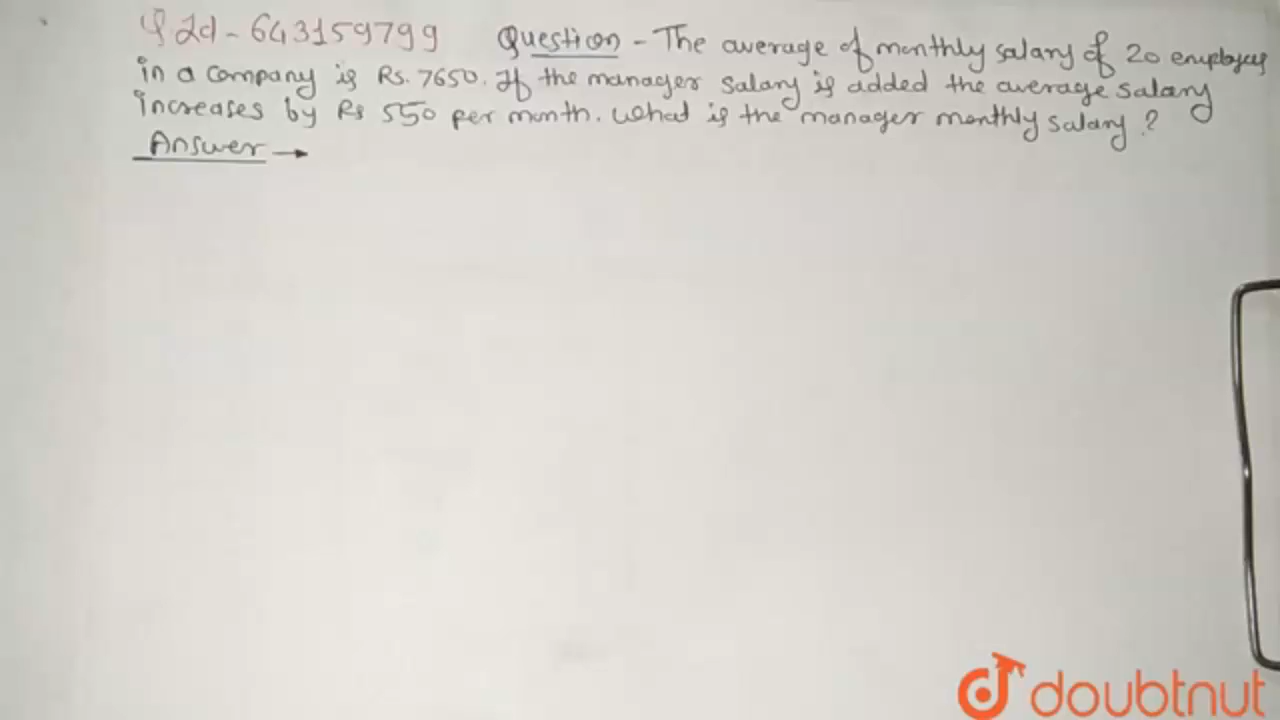 Q.Id - 643159799 Question - The average of monthly salary of 20 employees
in a company is Rs. 7650. If the manager salary is added the average salary
increases by Rs 550 per month. What is the manager monthly salary?
Answer →
doubtnut